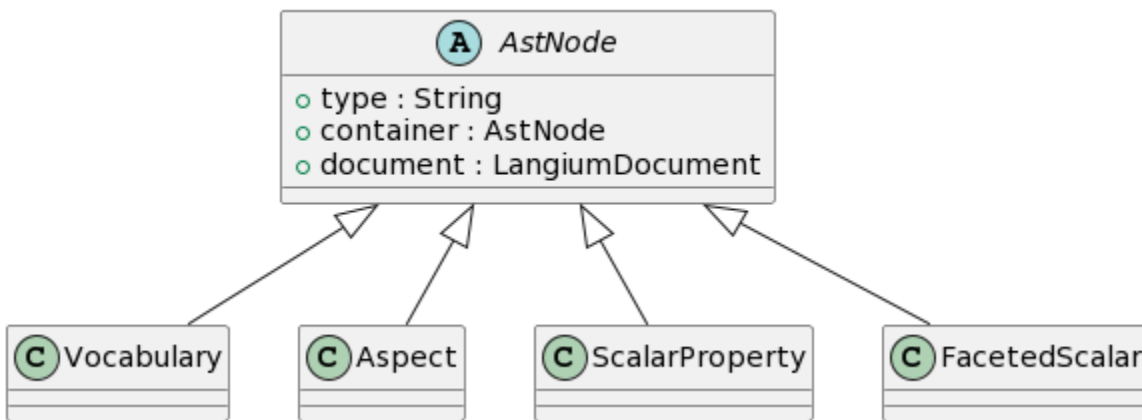 A AstNode
type : String
container : AstNode
document : LangiumDocument
C Vocabulary
C Aspect
C ScalarProperty
C FacetedScalar